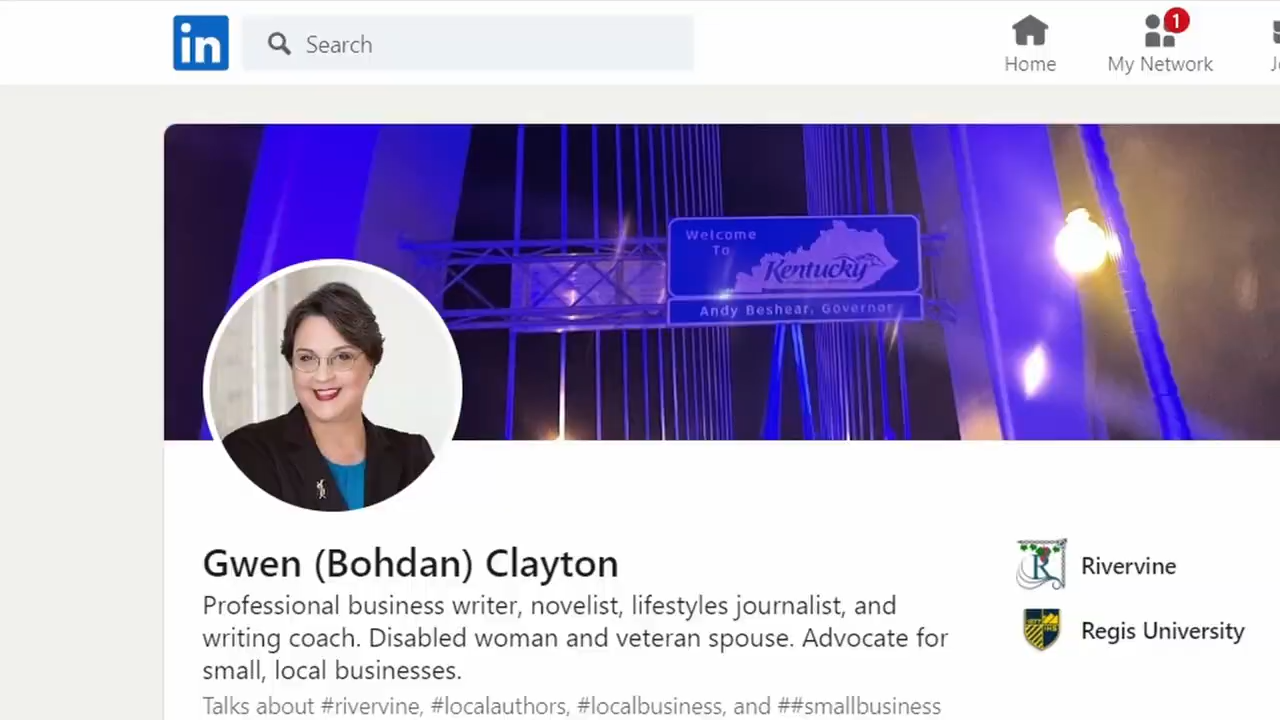 in
Search
Home
My Network
1
Welcome
To
Kentucky
Andy Beshear, Governor
Gwen (Bohdan) Clayton
Professional business writer, novelist, lifestyles journalist, and
writing coach. Disabled woman and veteran spouse. Advocate for
small, local businesses.
Talks about #rivervine, #localauthors, #localbusiness, and ##smallbusiness
R
Rivervine
Regis University